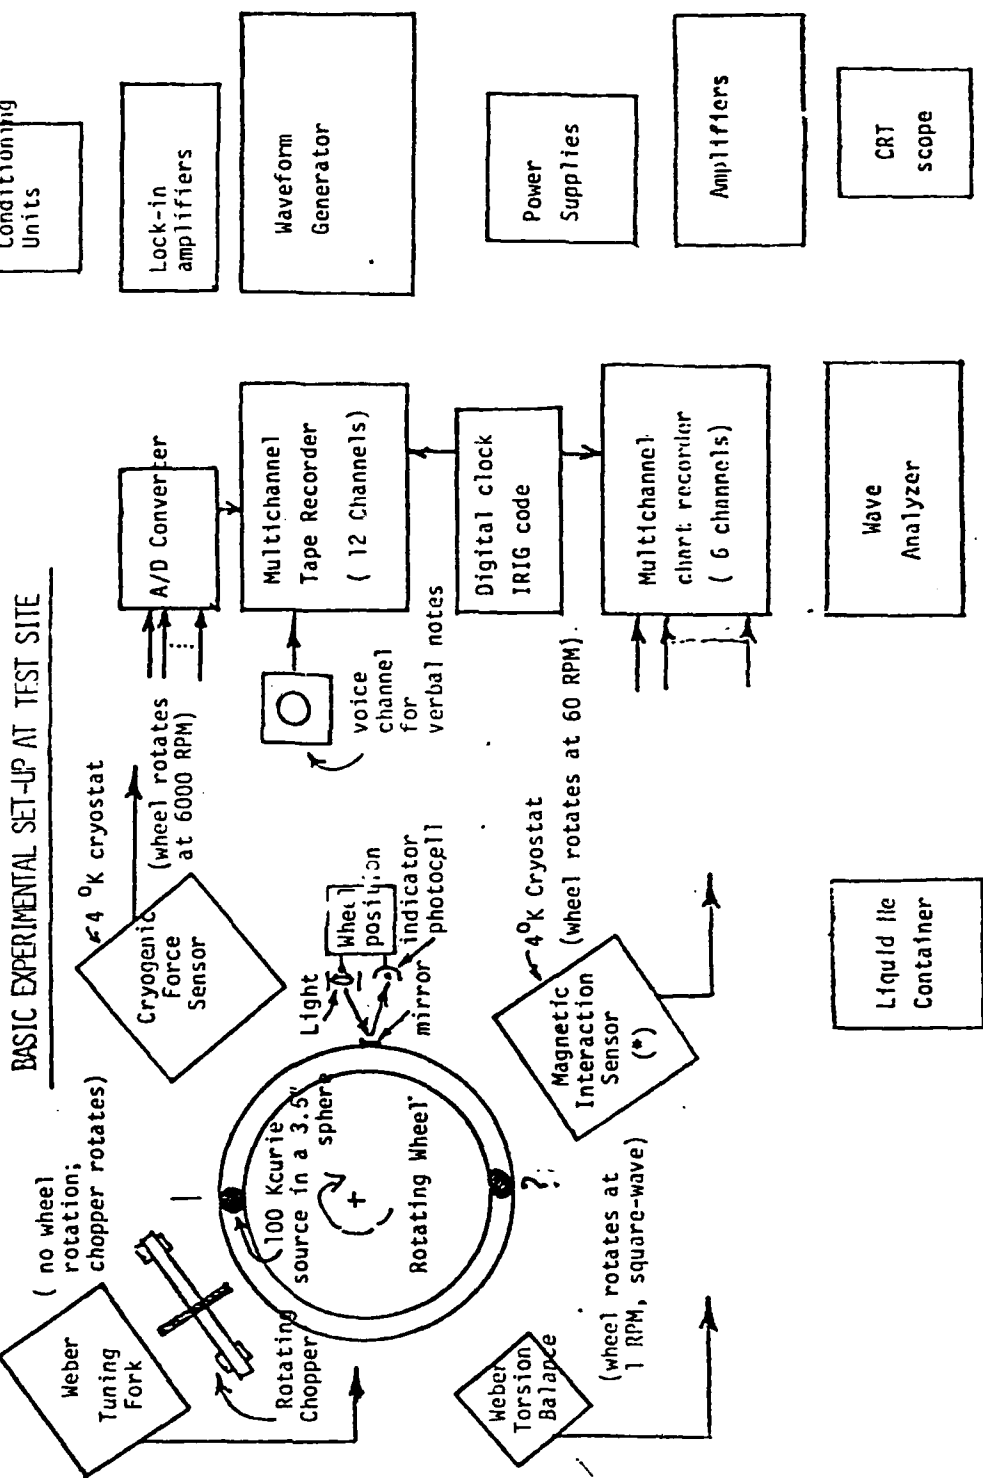 BASIC EXPERIMENTAL SET-UP AT TEST SITE
Weber
Tuning
Fork
( no wheel
rotation;
chopper rotates)
Rotating
Chopper
4 °K cryostat
Cryogenic
Force
Sensor
(wheel rotates
at 6000 RPM)
100 Kcurie
source in a 3.5"
sphere
Rotating Wheel
Light
Wheel
position
indicator
photocell
mirror
1
+
?
Weber
Torsion
Balance
(wheel rotates at
1 RPM, square-wave)
4°K Cryostat
Magnetic
Interaction
Sensor
(*)
(wheel rotates at 60 RPM)
A/D Converter
Multichannel
Tape Recorder
( 12 Channels)
voice
channel
for
verbal notes
Digital clock
IRIG code
Multichannel
chart recorder
( 6 channels)
Liquid He
Container
Wave
Analyzer
Conditioning
Units
Lock-in
amplifiers
Waveform
Generator
Power
Supplies
Amplifiers
CRT
scope